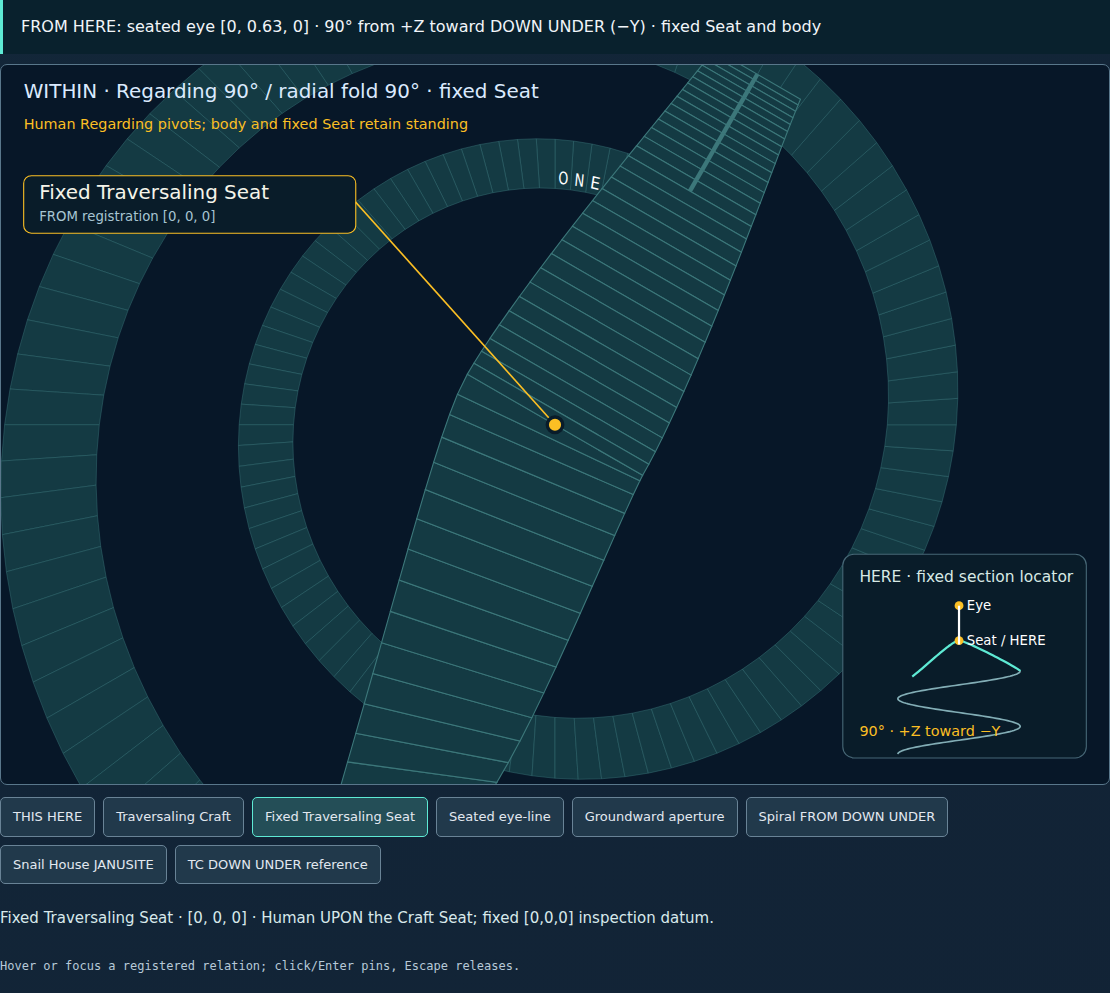 FROM HERE: seated eye [0, 0.63, 0] · 90° from +Z toward DOWN UNDER (−Y) · fixed Seat and body
WITHIN · Regarding 90° / radial fold 90° · fixed Seat
Human Regarding pivots; body and fixed Seat retain standing
ONE
Fixed Traversaling Seat
FROM registration [0, 0, 0]
HERE · fixed section locator
Eye
Seat / HERE
90° · +Z toward −Y
THIS HERE
Traversaling Craft
Fixed Traversaling Seat
Seated eye-line
Groundward aperture
Spiral FROM DOWN UNDER
Snail House JANUSITE
TC DOWN UNDER reference
Fixed Traversaling Seat · [0, 0, 0] · Human UPON the Craft Seat; fixed [0,0,0] inspection datum.
Hover or focus a registered relation; click/Enter pins, Escape releases.